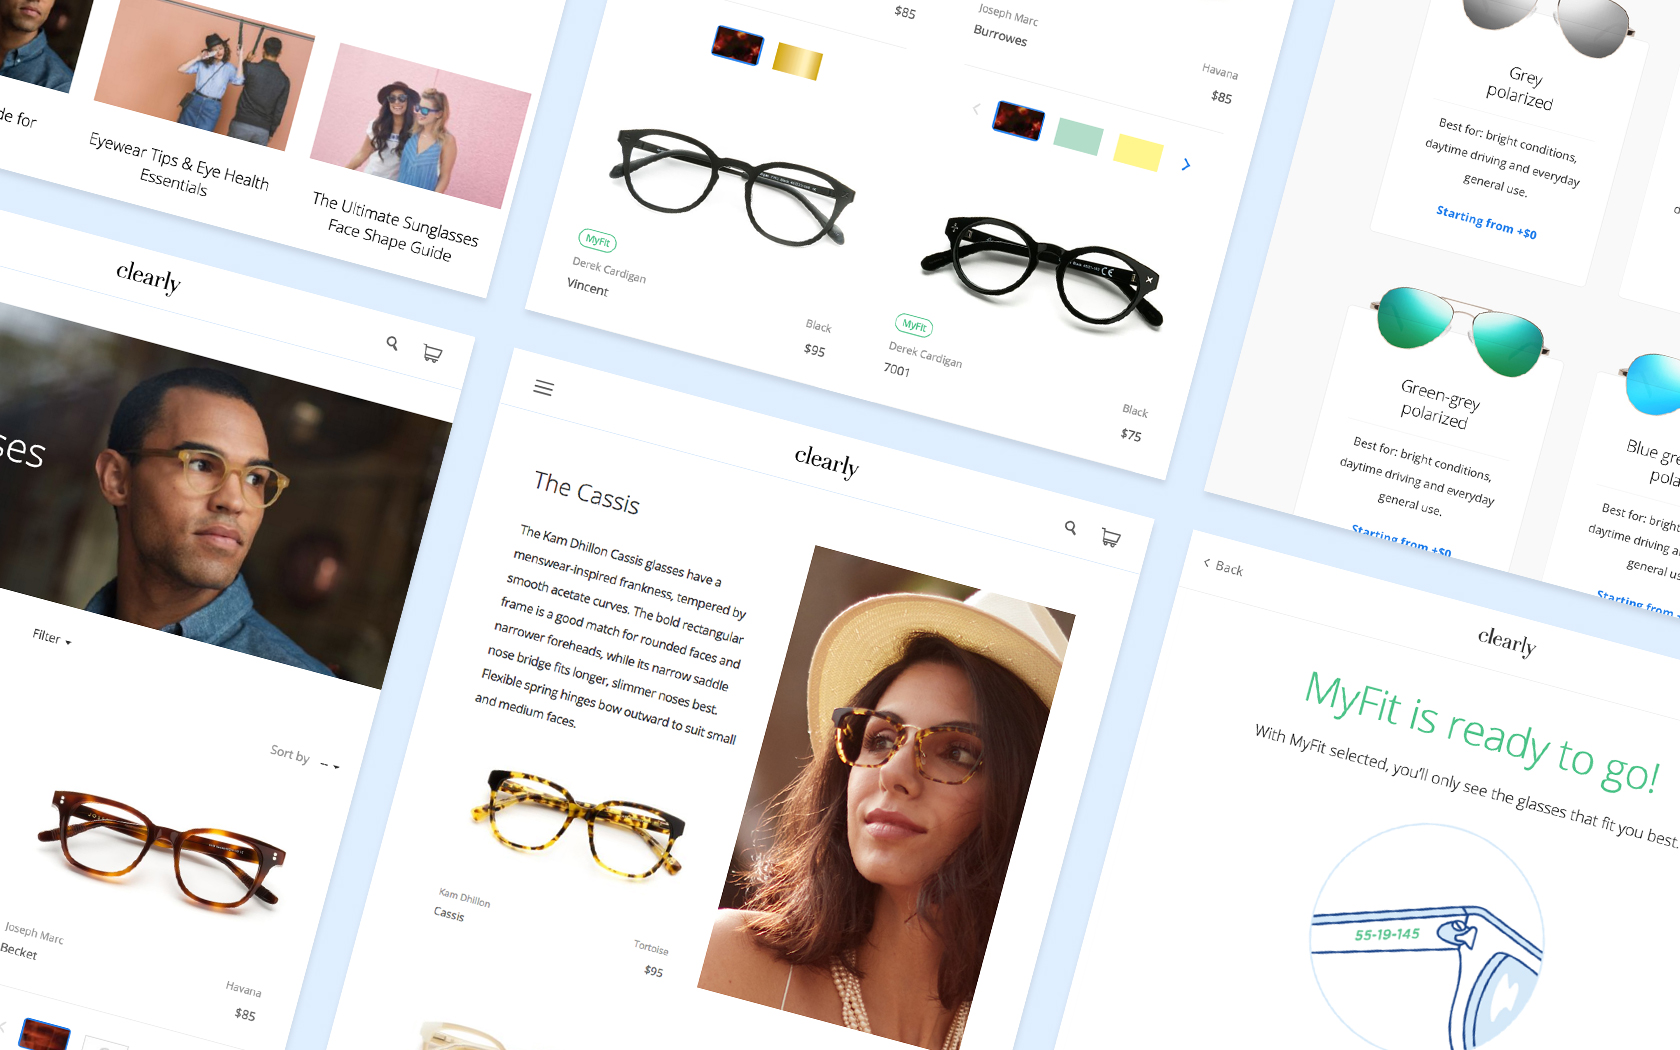 de for
Eyewear Tips & Eye Health
Essentials
The Ultimate Sunglasses
Face Shape Guide
clearly
ses
Filter
Sort by --
Joseph Marc
Becket
Havana
$85
$85
MyFit
Derek Cardigan
Vincent
Black
$95
Joseph Marc
Burrowes
Havana
$85
MyFit
Derek Cardigan
7001
Black
$75
clearly
The Cassis
The Kam Dhillon Cassis glasses have a
menswear-inspired frankness, tempered by
smooth acetate curves. The bold rectangular
frame is a good match for rounded faces and
narrower foreheads, while its narrow saddle
nose bridge fits longer, slimmer noses best.
Flexible spring hinges bow outward to suit small
and medium faces.
Kam Dhillon
Cassis
Tortoise
$95
Grey
polarized
Best for: bright conditions,
daytime driving and everyday
general use.
Starting from +$0
Green-grey
polarized
Best for: bright conditions,
daytime driving and everyday
general use.
Starting from +$0
Blue gre
pola
Best for: bright
daytime driving a
general us
Starting from
Back
clearly
MyFit is ready to go!
With MyFit selected, you'll only see the glasses that fit you best.
55-19-145